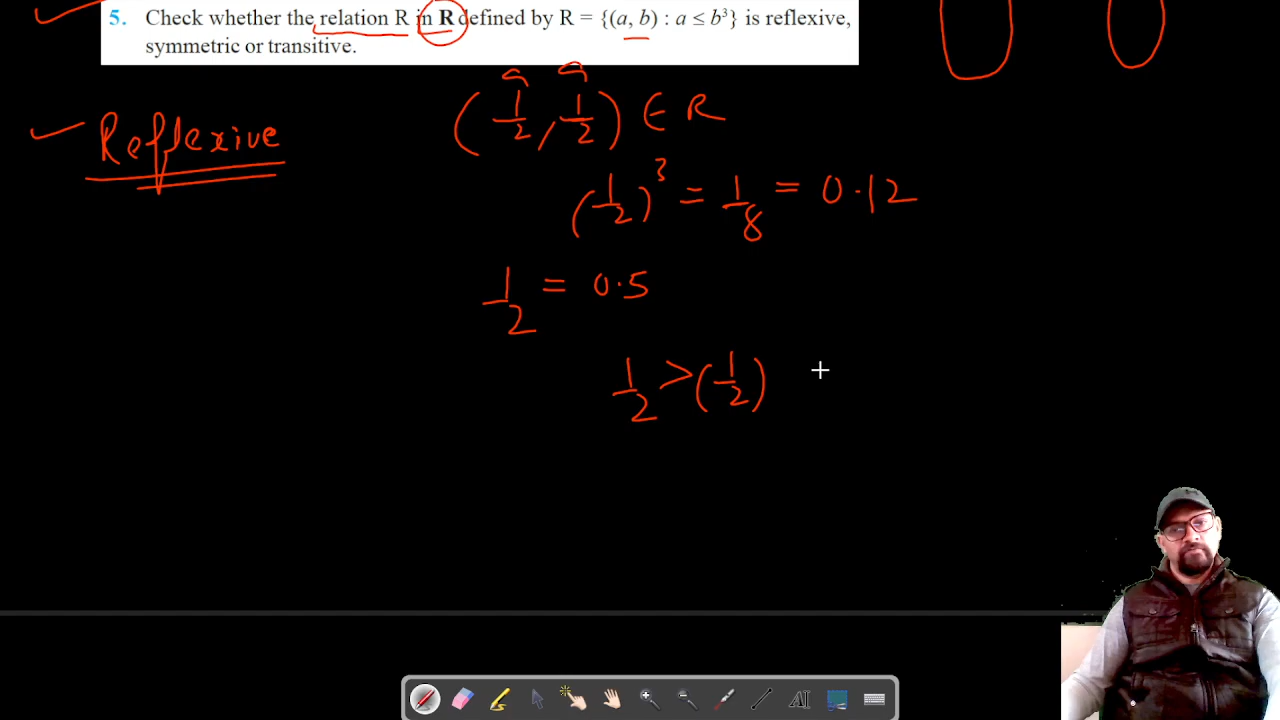 5. Check whether the relation R in R defined by R = {(a, b) : a ≤ b³} is reflexive,
symmetric or transitive.
a a
Reflexive
(1/2, 1/2) ∈ R
(1/2)³ = 1/8 = 0.12
1/2 = 0.5
1/2 > (1/2)
AI